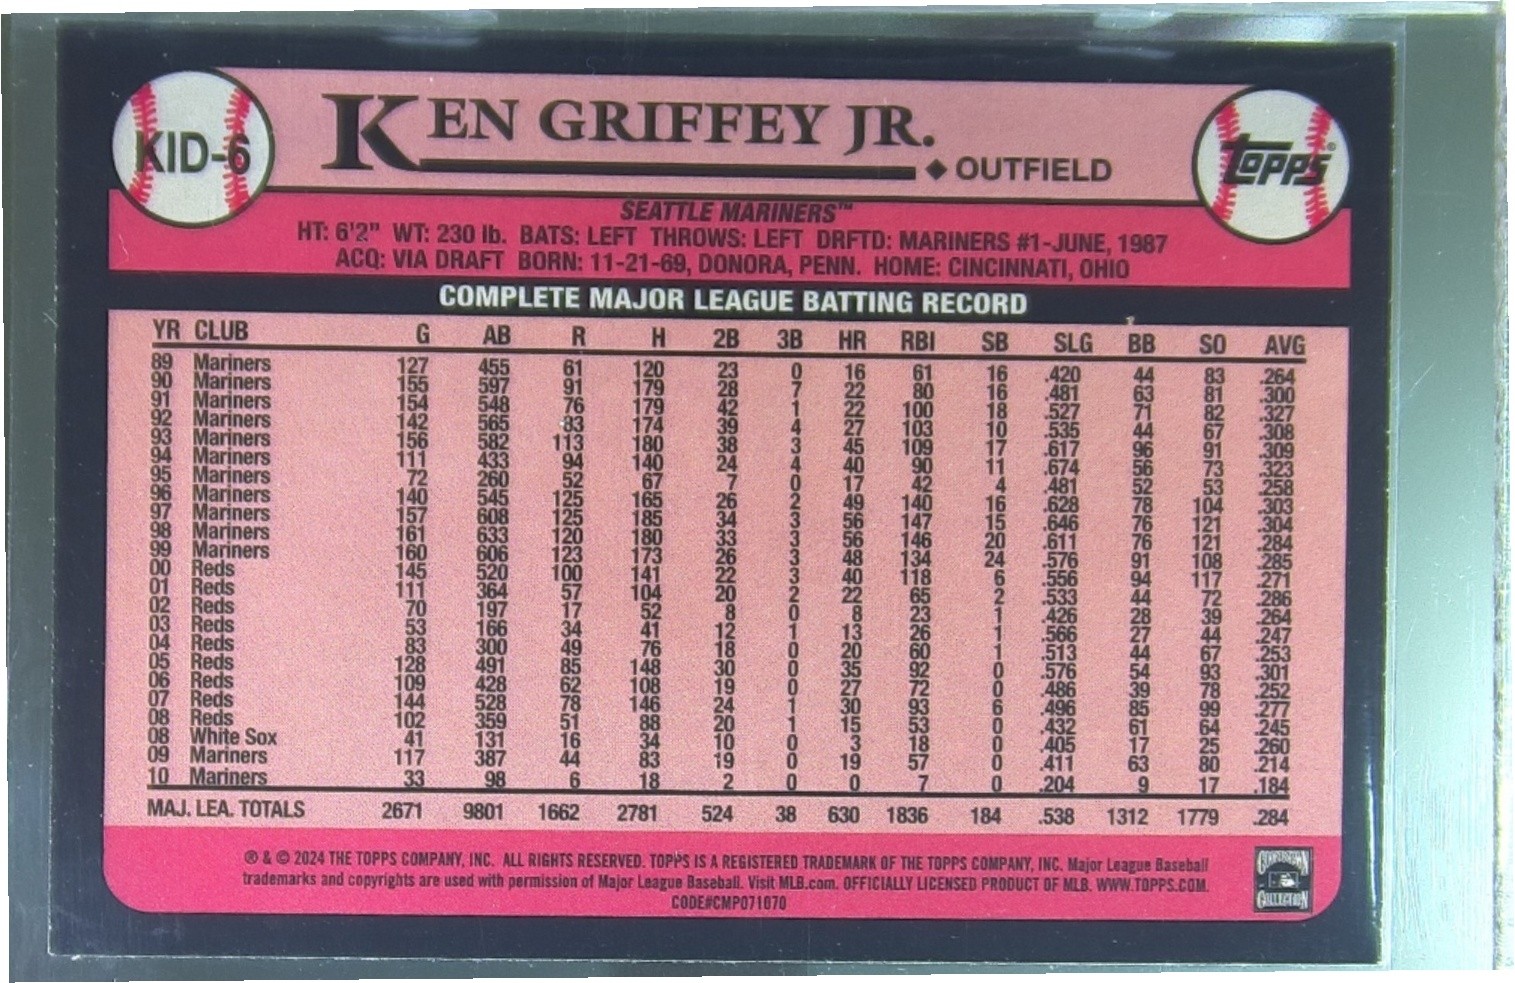 KID-6
KEN GRIFFEY JR.
◆ OUTFIELD
TOPPS®
SEATTLE MARINERS™
HT: 6'2" WT: 230 lb. BATS: LEFT THROWS: LEFT DRFTD: MARINERS #1-JUNE, 1987
ACQ: VIA DRAFT BORN: 11-21-69, DONORA, PENN. HOME: CINCINNATI, OHIO
COMPLETE MAJOR LEAGUE BATTING RECORD
YR CLUB G AB R H 2B 3B HR RBI SB SLG BB SO AVG
89 Mariners 127 455 61 120 23 0 16 61 16 .420 44 83 .264
90 Mariners 155 597 91 179 28 7 22 80 16 .481 63 81 .300
91 Mariners 154 548 76 179 42 1 22 100 18 .527 71 82 .327
92 Mariners 142 565 83 174 39 4 27 103 10 .535 44 67 .308
93 Mariners 156 582 113 180 38 3 45 109 17 .617 96 91 .309
94 Mariners 111 433 94 140 24 4 40 90 11 .674 56 73 .323
95 Mariners 72 260 52 67 7 0 17 42 4 .481 52 53 .258
96 Mariners 140 545 125 165 26 2 49 140 16 .628 78 104 .303
97 Mariners 157 608 125 185 34 3 56 147 15 .646 76 121 .304
98 Mariners 161 633 120 180 33 3 56 146 20 .611 76 121 .284
99 Mariners 160 606 123 173 26 3 48 134 24 .576 91 108 .285
00 Reds 145 520 100 141 22 3 40 118 6 .556 94 117 .271
01 Reds 111 364 57 104 20 2 22 65 2 .533 44 72 .286
02 Reds 70 197 17 52 8 0 8 23 1 .426 28 39 .264
03 Reds 53 166 34 41 12 1 13 26 1 .566 27 44 .247
04 Reds 83 300 49 76 18 0 20 60 1 .513 44 67 .253
05 Reds 128 491 85 148 30 0 35 92 0 .576 54 93 .301
06 Reds 109 428 62 108 19 0 27 72 0 .486 39 78 .252
07 Reds 144 528 78 146 24 1 30 93 6 .496 85 99 .277
08 Reds 102 359 51 88 20 1 15 53 0 .432 61 64 .245
08 White Sox 41 131 16 34 10 0 3 18 0 .405 17 25 .260
09 Mariners 117 387 44 83 19 0 19 57 0 .411 63 80 .214
10 Mariners 33 98 6 18 2 0 0 7 0 .204 9 17 .184
MAJ. LEA. TOTALS 2671 9801 1662 2781 524 38 630 1836 184 .538 1312 1779 .284
® & © 2024 THE TOPPS COMPANY, INC. ALL RIGHTS RESERVED. TOPPS IS A REGISTERED TRADEMARK OF THE TOPPS COMPANY, INC. Major League Baseball
trademarks and copyrights are used with permission of Major League Baseball. Visit MLB.com. OFFICIALLY LICENSED PRODUCT OF MLB. WWW.TOPPS.COM.
CODE#CMP071070
COOPERSTOWN
COLLECTION